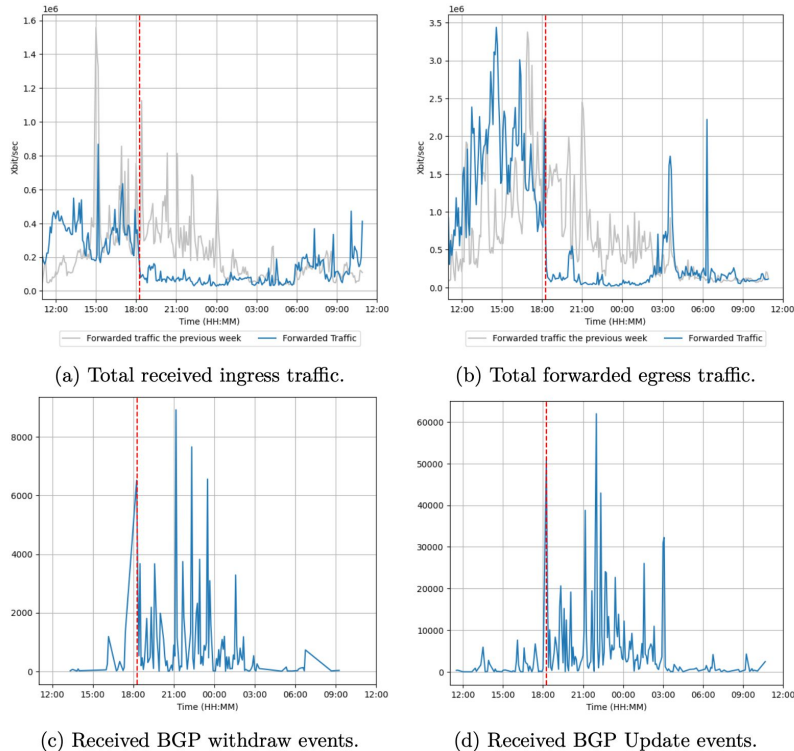 1e6
1e6
1.6
1.4
1.2
1.0
0.8
0.6
0.4
0.2
0.0
Xbit/sec
12:00 15:00 18:00 21:00 00:00 03:00 06:00 09:00 12:00
Time (HH:MM)
Forwarded traffic the previous week Forwarded Traffic
3.5
3.0
2.5
2.0
1.5
1.0
0.5
0.0
Xbit/sec
12:00 15:00 18:00 21:00 00:00 03:00 06:00 09:00 12:00
Time (HH:MM)
Forwarded traffic the previous week Forwarded Traffic
(a) Total received ingress traffic.
(b) Total forwarded egress traffic.
8000
6000
4000
2000
0
12:00 15:00 18:00 21:00 00:00 03:00 06:00 09:00 12:00
Time (HH:MM)
60000
50000
40000
30000
20000
10000
0
12:00 15:00 18:00 21:00 00:00 03:00 06:00 09:00 12:00
Time (HH:MM)
(c) Received BGP withdraw events.
(d) Received BGP Update events.